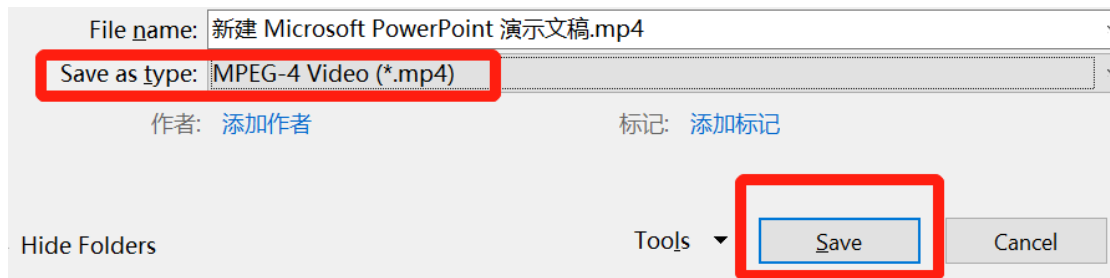 File name: 新建 Microsoft PowerPoint 演示文稿.mp4
Save as type: MPEG-4 Video (*.mp4)
作者: 添加作者 标记: 添加标记
Hide Folders Tools Save Cancel